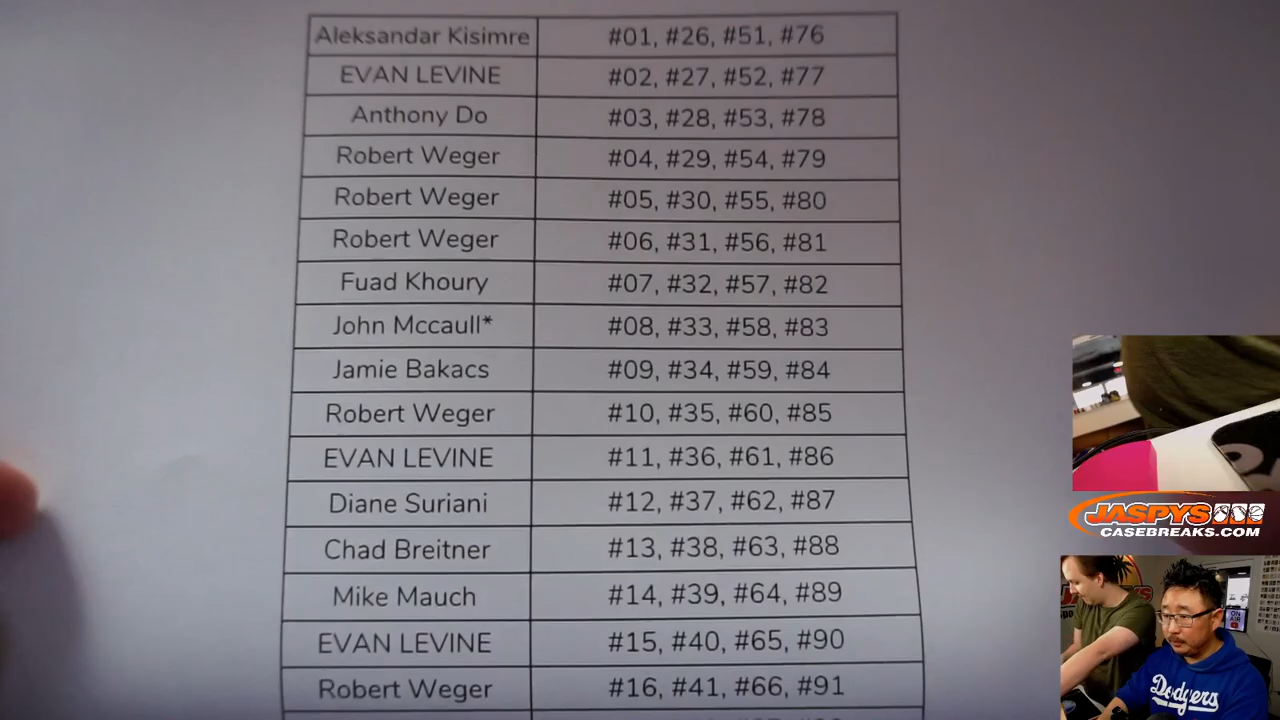 Aleksandar Kisimre #01, #26, #51, #76
EVAN LEVINE #02, #27, #52, #77
Anthony Do #03, #28, #53, #78
Robert Weger #04, #29, #54, #79
Robert Weger #05, #30, #55, #80
Robert Weger #06, #31, #56, #81
Fuad Khoury #07, #32, #57, #82
John Mccaull* #08, #33, #58, #83
Jamie Bakacs #09, #34, #59, #84
Robert Weger #10, #35, #60, #85
EVAN LEVINE #11, #36, #61, #86
Diane Suriani #12, #37, #62, #87
Chad Breitner #13, #38, #63, #88
Mike Mauch #14, #39, #64, #89
EVAN LEVINE #15, #40, #65, #90
Robert Weger #16, #41, #66, #91
JASPYS
CASEBREAKS.COM
ON
AIR
Dodgers